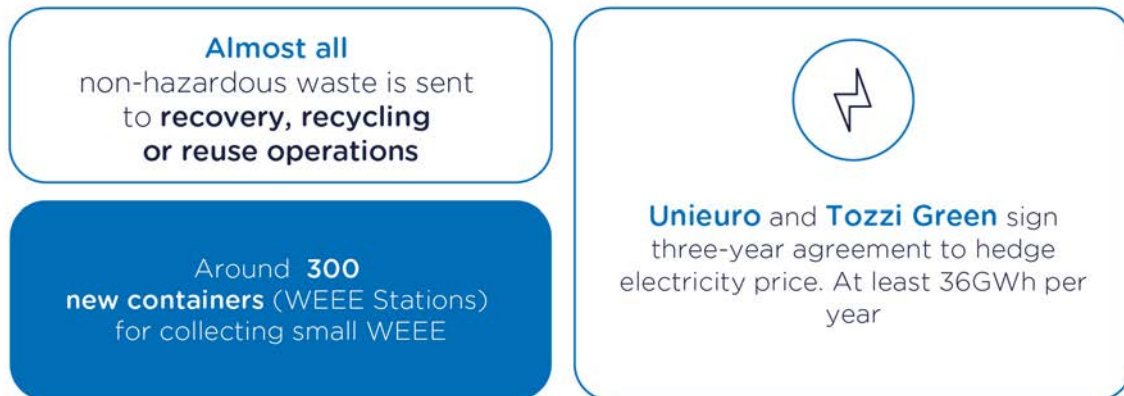 Almost all
non-hazardous waste is sent
to recovery, recycling
or reuse operations
Around 300
new containers (WEEE Stations)
for collecting small WEEE
Unieuro and Tozzi Green sign
three-year agreement to hedge
electricity price. At least 36GWh per
year